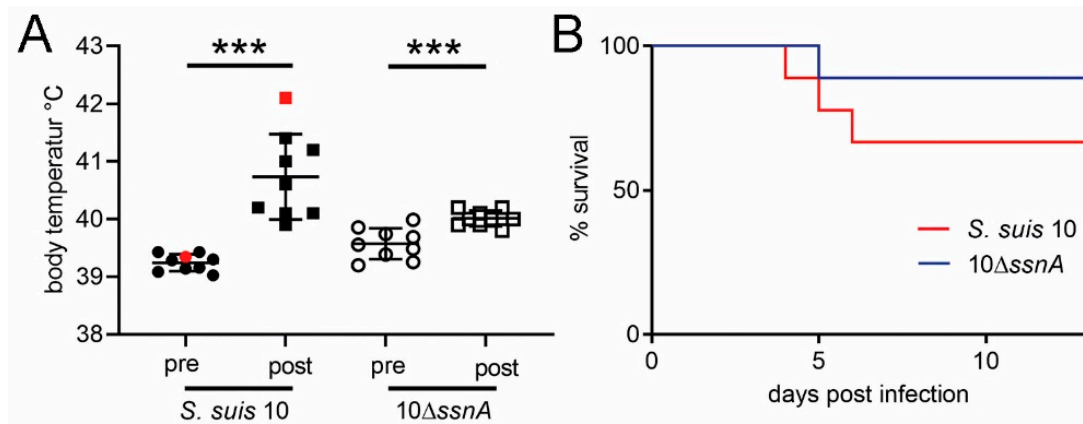 A
***
***
43
42
41
40
39
38
body temperatur °C
pre
post
pre
post
S. suis 10
10ΔssnA
B
100
50
0
% survival
S. suis 10
10ΔssnA
0
5
10
days post infection